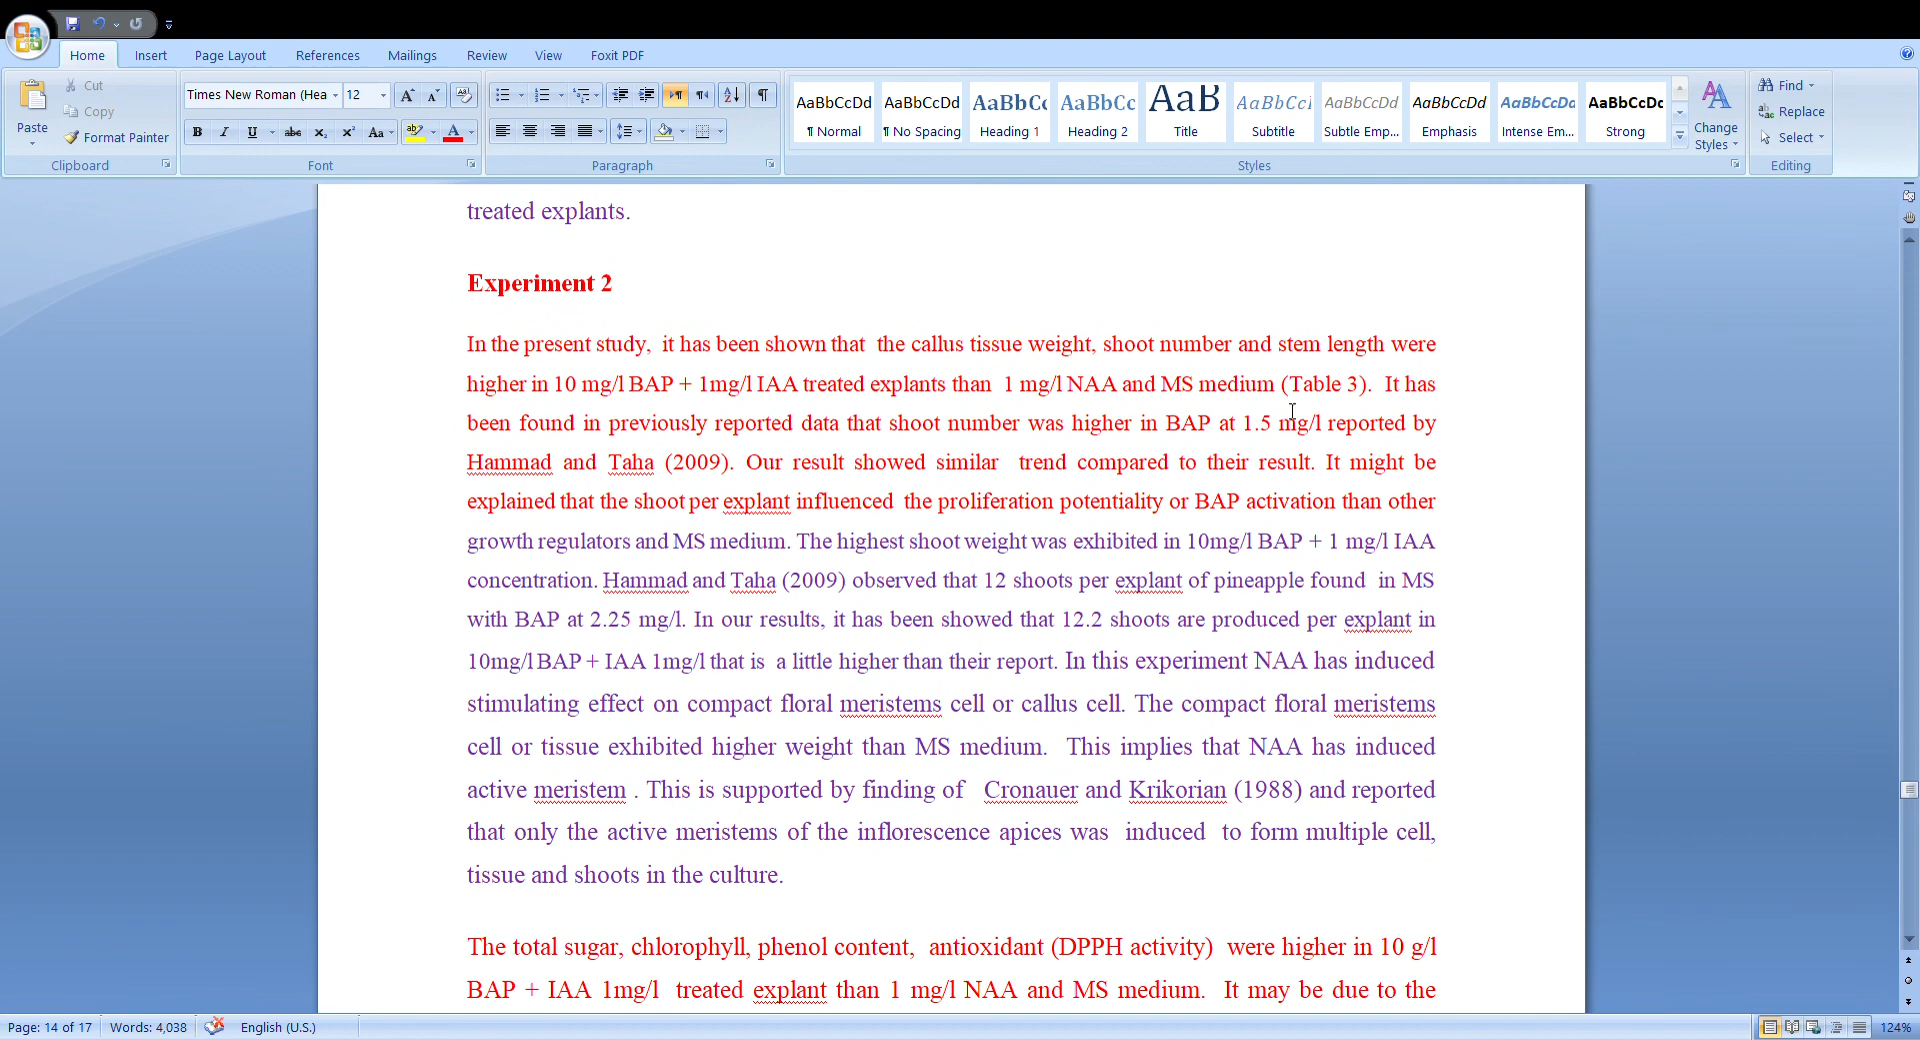 Home Insert Page Layout References Mailings Review View Foxit PDF
Cut
Copy
Format Painter
Paste
Clipboard
Times New Roman (Hea 12
Font
Paragraph
AaBbCcDd AaBbCcDd AaBbCc AaBbCc AaB AaBbCcI AaBbCcDd AaBbCcDd AaBbCcDc AaBbCcDc
¶ Normal ¶ No Spacing Heading 1 Heading 2 Title Subtitle Subtle Emp... Emphasis Intense Em... Strong
Styles
Change
Styles
Find
Replace
Select
Editing
treated explants.
Experiment 2
In the present study, it has been shown that the callus tissue weight, shoot number and stem length were
higher in 10 mg/l BAP + 1mg/l IAA treated explants than 1 mg/l NAA and MS medium (Table 3). It has
been found in previously reported data that shoot number was higher in BAP at 1.5 mg/l reported by
Hammad and Taha (2009). Our result showed similar trend compared to their result. It might be
explained that the shoot per explant influenced the proliferation potentiality or BAP activation than other
growth regulators and MS medium. The highest shoot weight was exhibited in 10mg/l BAP + 1 mg/l IAA
concentration. Hammad and Taha (2009) observed that 12 shoots per explant of pineapple found in MS
with BAP at 2.25 mg/l. In our results, it has been showed that 12.2 shoots are produced per explant in
10mg/l BAP + IAA 1mg/l that is a little higher than their report. In this experiment NAA has induced
stimulating effect on compact floral meristems cell or callus cell. The compact floral meristems
cell or tissue exhibited higher weight than MS medium. This implies that NAA has induced
active meristem . This is supported by finding of Cronauer and Krikorian (1988) and reported
that only the active meristems of the inflorescence apices was induced to form multiple cell,
tissue and shoots in the culture.
The total sugar, chlorophyll, phenol content, antioxidant (DPPH activity) were higher in 10 g/l
BAP + IAA 1mg/l treated explant than 1 mg/l NAA and MS medium. It may be due to the
Page: 14 of 17 Words: 4,038 English (U.S.) 124%